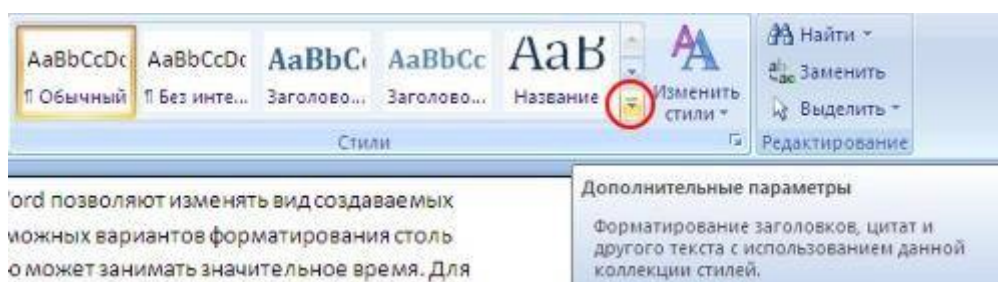 AaBbCcDc AaBbCcDc AaBbC AaBbCc AaB
¶ Обычный ¶ Без инте... Заголово... Заголово... Название
Изменить
стили
Стили
Найти
Заменить
Выделить
Редактирование
ord позволяют изменять вид создаваемых
можных вариантов форматирования столь
о может занимать значительное время. Для
Дополнительные параметры
Форматирование заголовков, цитат и
другого текста с использованием данной
коллекции стилей.